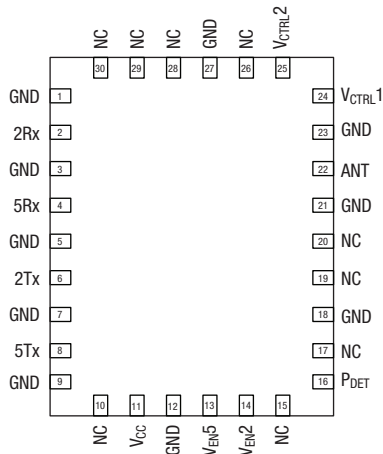 NC NC NC GND NC VCTRL2
30 29 28 27 26 25
GND 1 24 VCTRL1
2Rx 2 23 GND
GND 3 22 ANT
5Rx 4 21 GND
GND 5 20 NC
2Tx 6 19 NC
GND 7 18 GND
5Tx 8 17 NC
GND 9 16 PDET
10 11 12 13 14 15
NC VCC GND VEN5 VEN2 NC